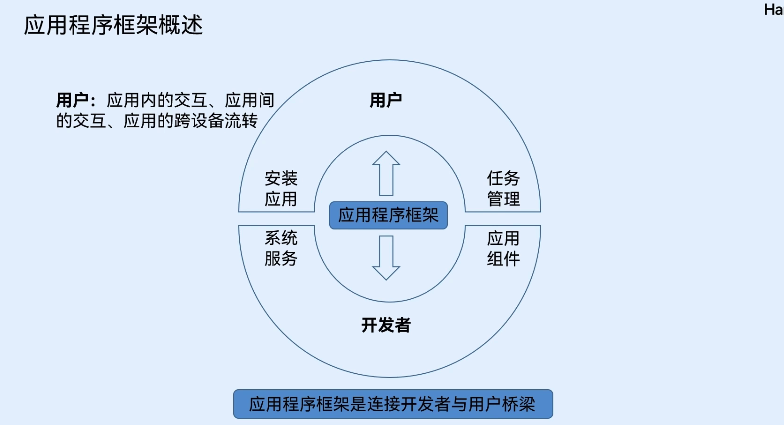 应用程序框架概述
Ha
用户：应用内的交互、应用间
的交互、应用的跨设备流转
用户
安装
应用
任务
管理
应用程序框架
系统
服务
应用
组件
开发者
应用程序框架是连接开发者与用户桥梁